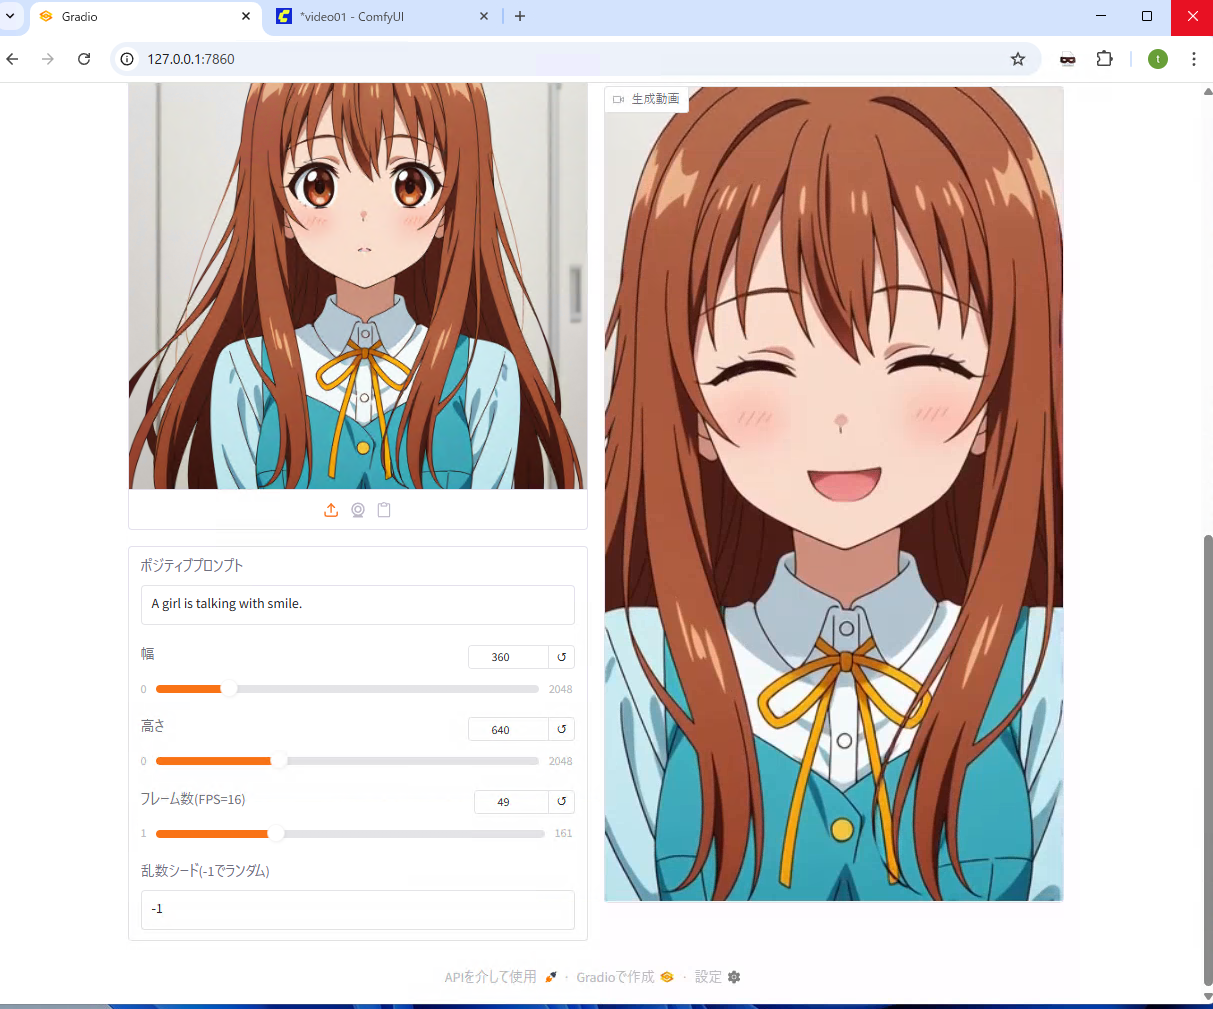 Gradio
*video01 - ComfyUI
127.0.0.1:7860
t
生成動画
ポジティブプロンプト
A girl is talking with smile.
幅
360
0
2048
高さ
640
0
2048
フレーム数(FPS=16)
49
1
161
乱数シード(-1でランダム)
-1
APIを介して使用 · Gradioで作成 · 設定